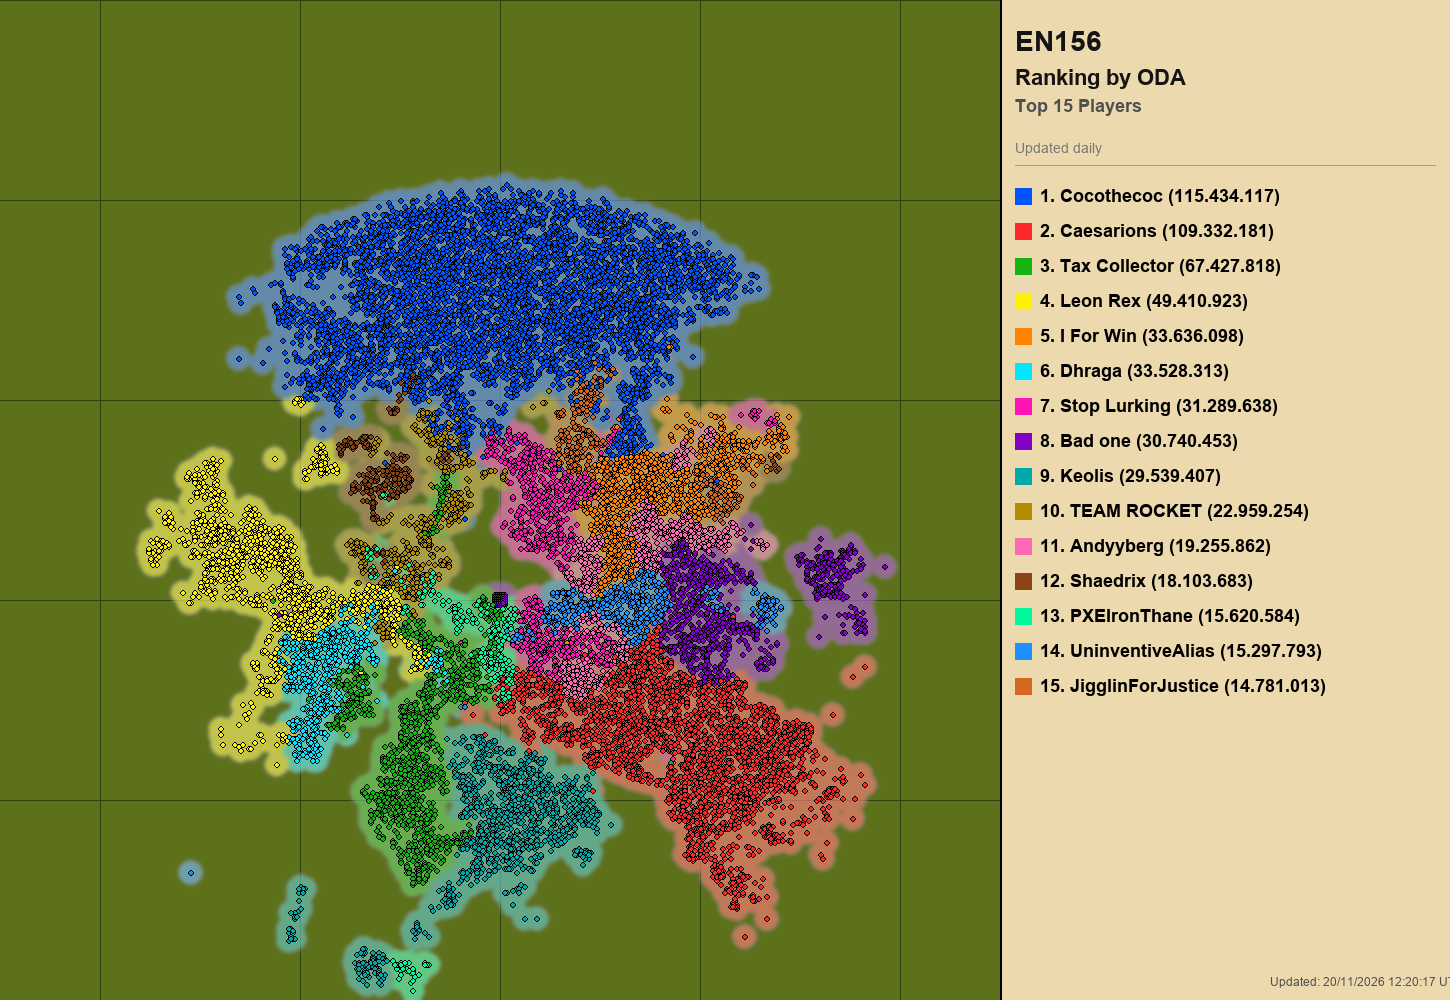 EN156
Ranking by ODA
Top 15 Players
Updated daily
1. Cocothecoc (115.434.117)
2. Caesarions (109.332.181)
3. Tax Collector (67.427.818)
4. Leon Rex (49.410.923)
5. I For Win (33.636.098)
6. Dhraga (33.528.313)
7. Stop Lurking (31.289.638)
8. Bad one (30.740.453)
9. Keolis (29.539.407)
10. TEAM ROCKET (22.959.254)
11. Andyyberg (19.255.862)
12. Shaedrix (18.103.683)
13. PXEIronThane (15.620.584)
14. UninventiveAlias (15.297.793)
15. JigglinForJustice (14.781.013)
Updated: 20/11/2026 12:20:17 U